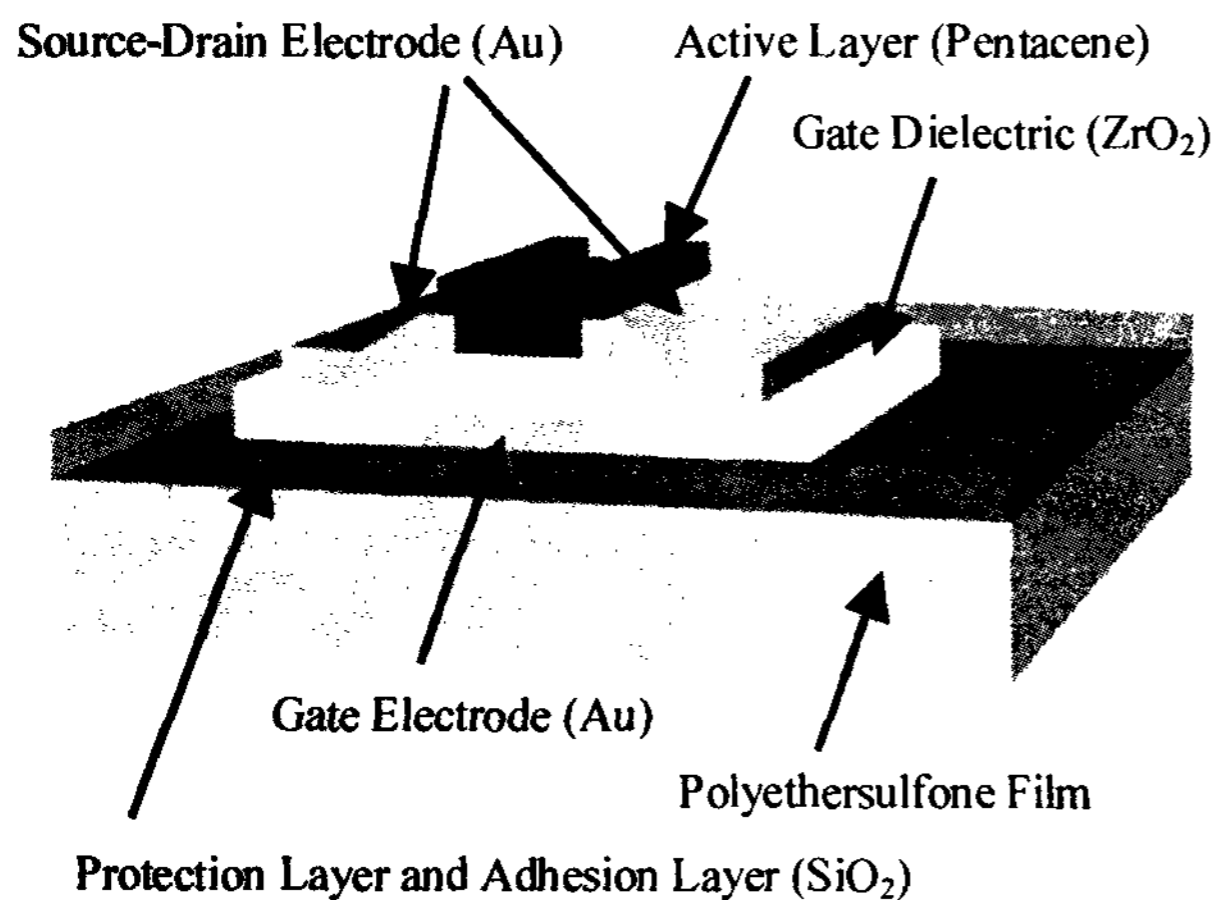 Source-Drain Electrode (Au)
Active Layer (Pentacene)
Gate Dielectric (ZrO₂)
Gate Electrode (Au)
Polyethersulfone Film
Protection Layer and Adhesion Layer (SiO₂)